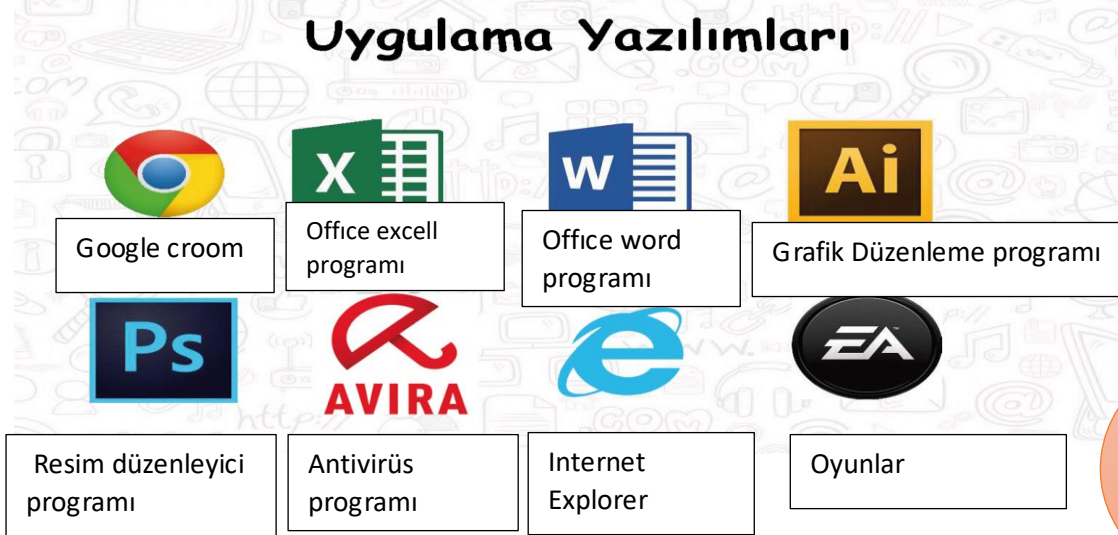 Uygulama Yazılımları
X
W
Ai
Google croom
Office excell
programı
Office word
programı
Grafik Düzenleme programı
Ps
AVIRA
e
EA
Resim düzenleyici
programı
Antivirüs
programı
Internet
Explorer
Oyunlar